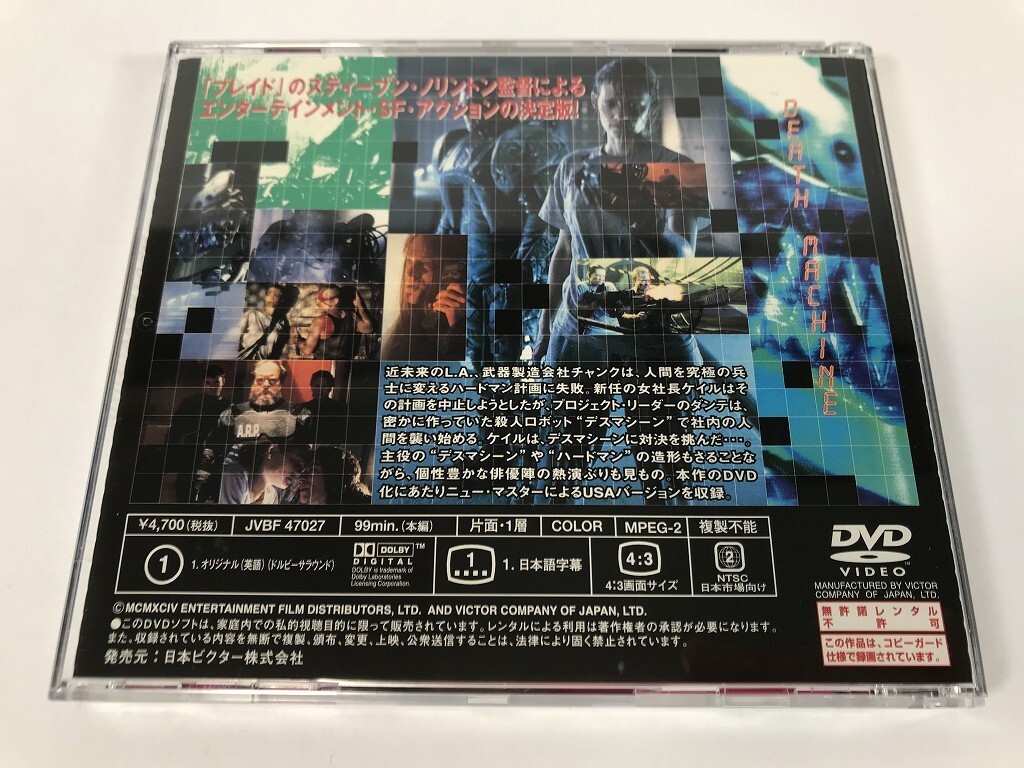 「ブレイド」のスティーブン・ノリントン監督による
エンターテインメント・SF・アクションの決定版!
DEATH MACHINE
A.R.P.
近未来のL.A.、武器製造会社チャンクは、人間を究極の兵
士に変えるハードマン計画に失敗。新任の女社長ケイルはそ
の計画を中止しようとしたが、プロジェクト・リーダーのダンテは、
密かに作っていた殺人ロボット“デスマシーン”で社内の人
間を襲い始める。ケイルは、デスマシーンに対決を挑んだ・・・。
主役の“デスマシーン”や“ハードマン”の造形もさることな
がら、個性豊かな俳優陣の熱演ぶりも見もの。本作のDVD
化にあたりニュー・マスターによるUSAバージョンを収録。
¥4,700(税抜) JVBF 47027 99min.(本編) 片面・1層 COLOR MPEG-2 複製不能
1 1. オリジナル(英語)(ドルビーサラウンド)
DOLBY DIGITAL ™
DOLBY is trademark of
Dolby Laboratories
Licensing Corporation.
1 1. 日本語字幕
4:3
4:3画面サイズ
2
NTSC
日本市場向け
DVD
VIDEO™
MANUFACTURED BY VICTOR
COMPANY OF JAPAN, LTD.
©MCMXCIV ENTERTAINMENT FILM DISTRIBUTORS, LTD. AND VICTOR COMPANY OF JAPAN, LTD.
●このDVDソフトは、家庭内での私的視聴目的に限って販売されています。レンタルによる利用は著作権者の承認が必要になります。
また、収録されている内容を無断で複製、頒布、変更、上映、公衆送信することは、法律により固く禁止されています。
発売元:日本ビクター株式会社
無許諾レンタル
不許可
この作品は、コピーガード
仕様で録画されています。